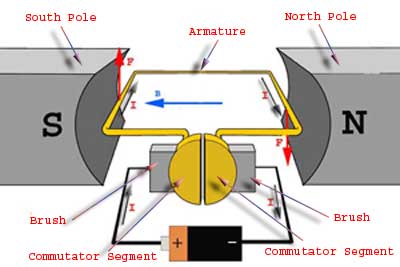 South Pole
North Pole
Armature
F
I
B
I
S
N
F
Brush
I
I
Brush
Commutator Segment
+
-
Commutator Segment